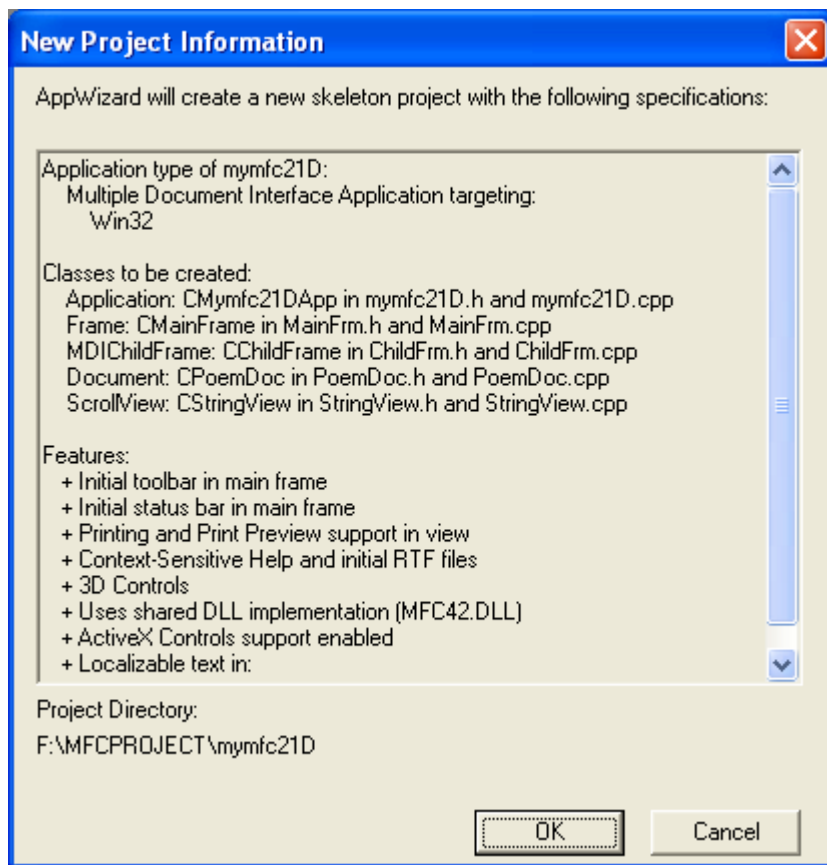 New Project Information
AppWizard will create a new skeleton project with the following specifications:
Application type of mymfc21D:
Multiple Document Interface Application targeting:
Win32
Classes to be created:
Application: CMymfc21DApp in mymfc21D.h and mymfc21D.cpp
Frame: CMainFrame in MainFrm.h and MainFrm.cpp
MDIChildFrame: CChildFrame in ChildFrm.h and ChildFrm.cpp
Document: CPoemDoc in PoemDoc.h and PoemDoc.cpp
ScrollView: CStringView in StringView.h and StringView.cpp
Features:
+ Initial toolbar in main frame
+ Initial status bar in main frame
+ Printing and Print Preview support in view
+ Context-Sensitive Help and initial RTF files
+ 3D Controls
+ Uses shared DLL implementation (MFC42.DLL)
+ ActiveX Controls support enabled
+ Localizable text in:
Project Directory:
F:\MFCPROJECT\mymfc21D
OK Cancel